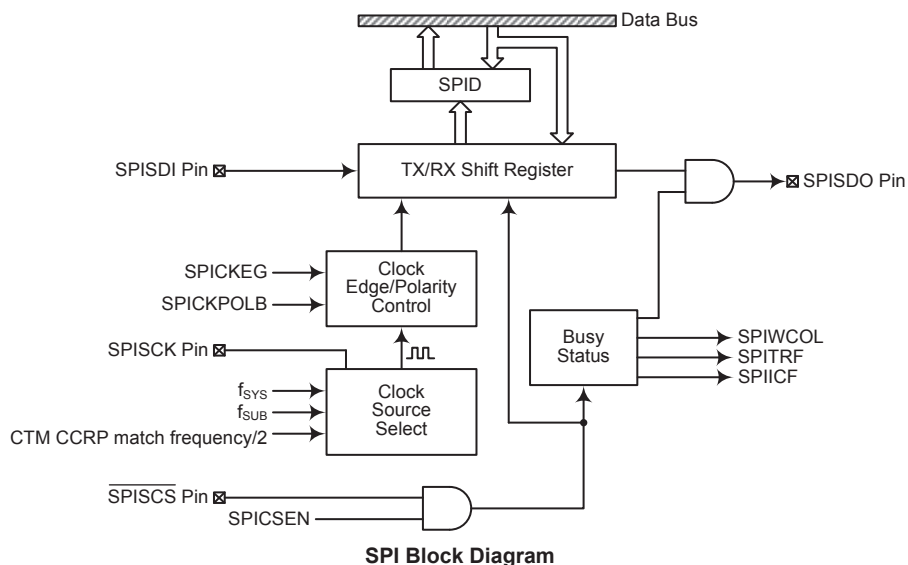 Data Bus
SPID
SPISDI Pin
TX/RX Shift Register
SPISDO Pin
SPICKEG
SPICKPOLB
Clock
Edge/Polarity
Control
SPISCK Pin
Busy
Status
SPIWCOL
SPITRF
SPIICF
fSYS
fSUB
CTM CCRP match frequency/2
Clock
Source
Select
SPISCS Pin
SPICSEN
SPI Block Diagram